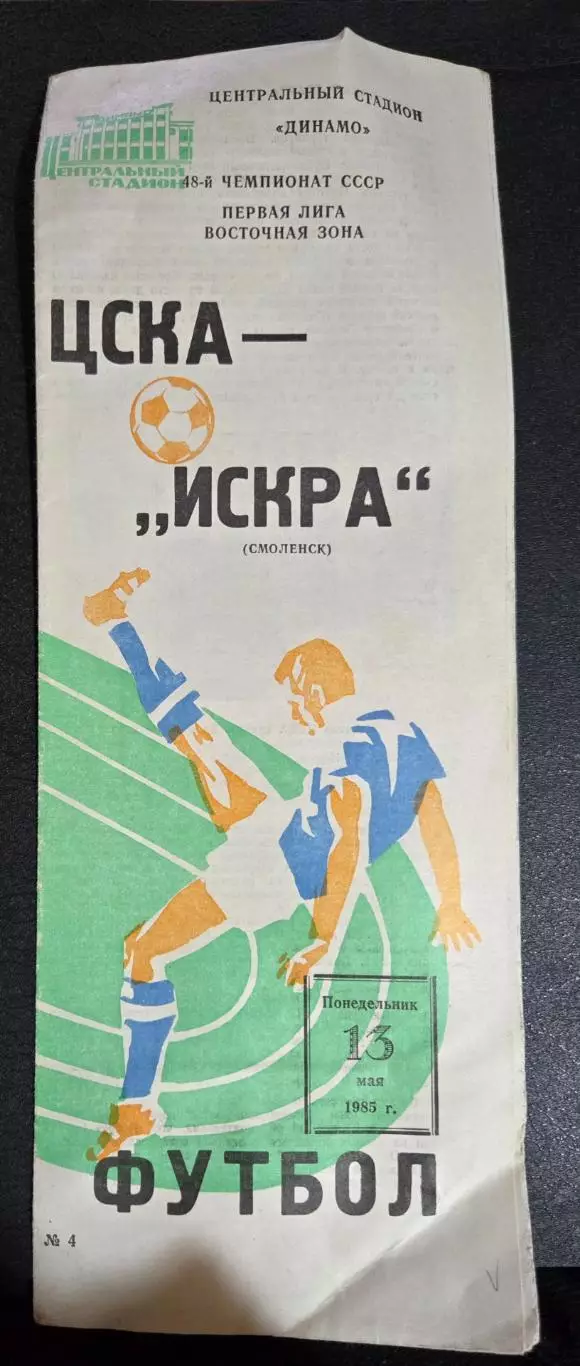 ЦЕНТРАЛЬНЫЙ
СТАДИОН
ЦЕНТРАЛЬНЫЙ СТАДИОН
«ДИНАМО»
48-й ЧЕМПИОНАТ СССР
ПЕРВАЯ ЛИГА
ВОСТОЧНАЯ ЗОНА
ЦСКА —
„ИСКРА“
(СМОЛЕНСК)
Понедельник
13
мая
1985 г.
ФУТБОЛ
№ 4